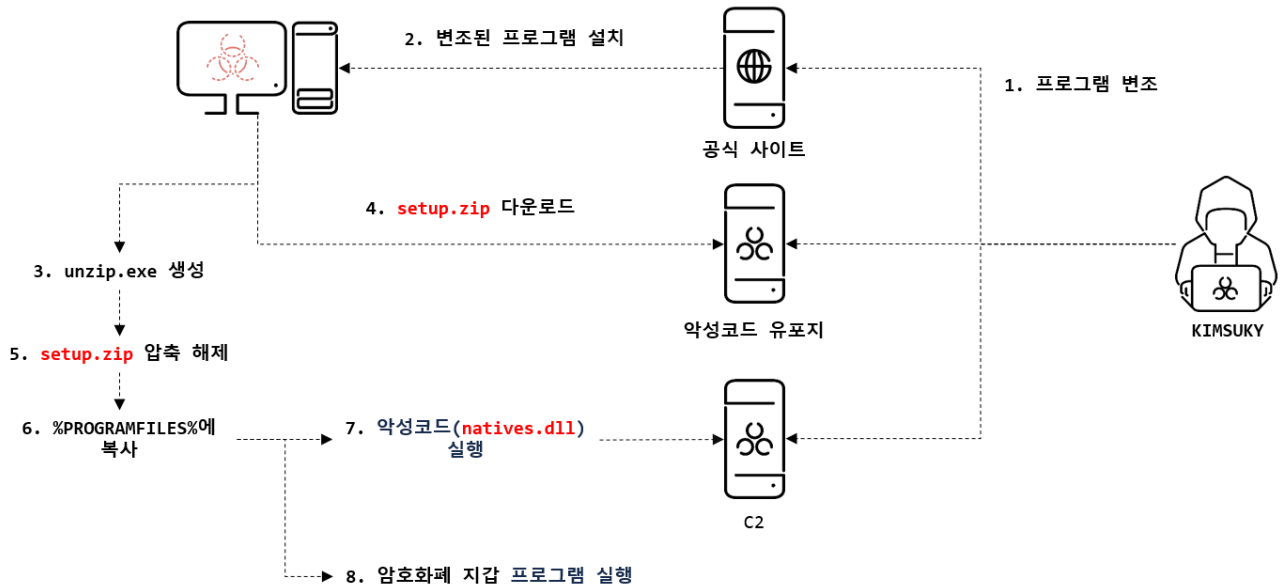 2. 변조된 프로그램 설치
1. 프로그램 변조
공식 사이트
4. setup.zip 다운로드
3. unzip.exe 생성
악성코드 유포지
KIMSUKY
5. setup.zip 압축 해제
6. %PROGRAMFILES%에
복사
7. 악성코드(natives.dll)
실행
C2
8. 암호화폐 지갑 프로그램 실행